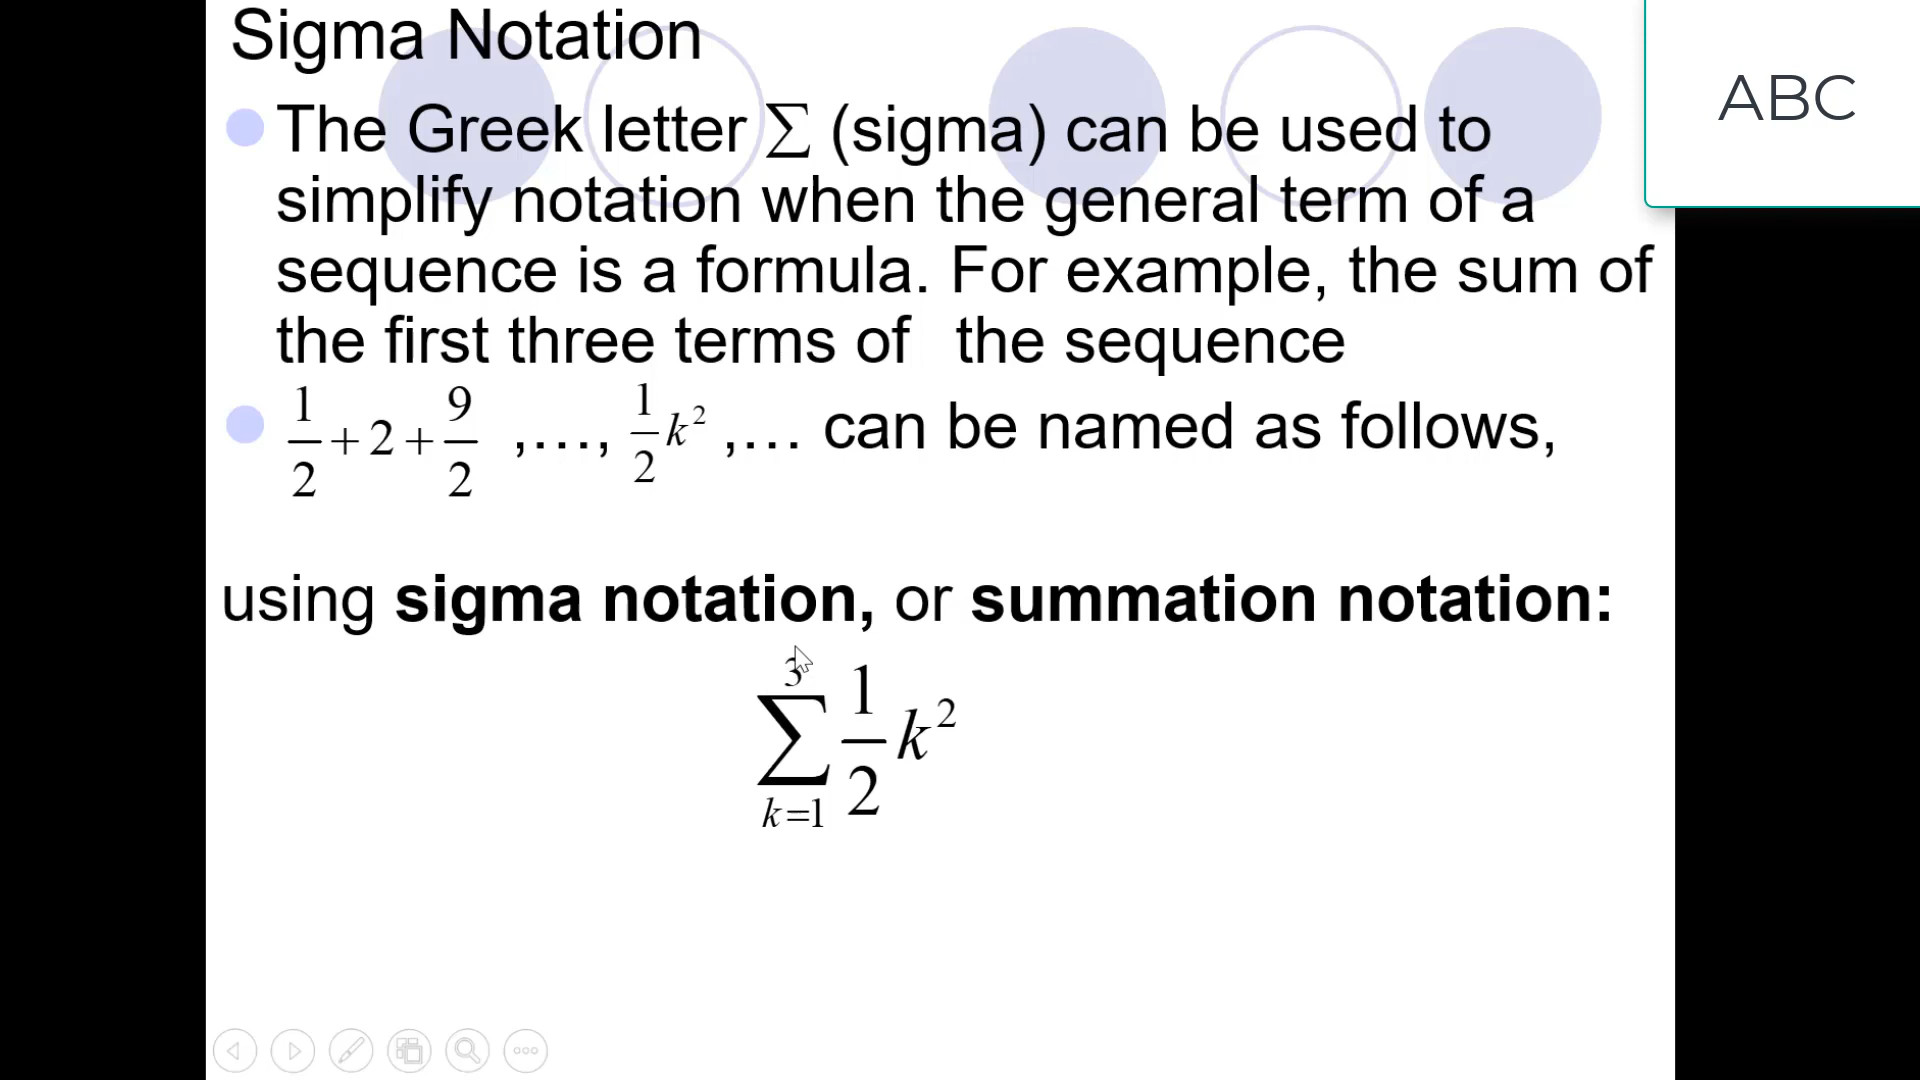 Sigma Notation
ABC
The Greek letter ∑ (sigma) can be used to
simplify notation when the general term of a
sequence is a formula. For example, the sum of
the first three terms of the sequence
1/2 + 2 + 9/2 ,…, 1/2 k² ,… can be named as follows,
using sigma notation, or summation notation:
3
∑ 1/2 k²
k=1